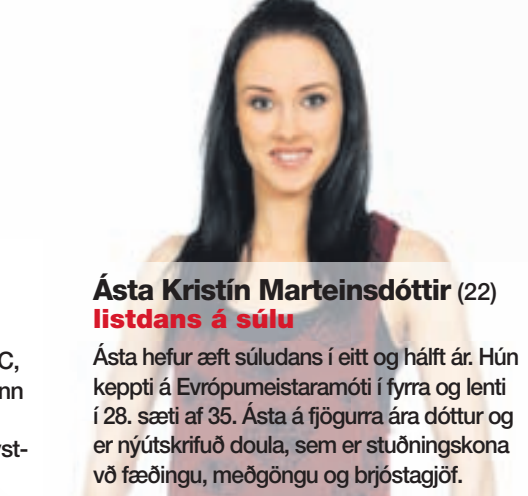 Ásta Kristín Marteinsdóttir (22)
listdans á súlu
Ásta hefur æft súludans í eitt og hálft ár. Hún
keppti á Evrópumeistaramóti í fyrra og lenti
í 28. sæti af 35. Ásta á fjögurra ára dóttur og
er nýútskrifuð doula, sem er stuðningskona
vð fæðingu, meðgöngu og brjóstagjöf.
C,
nn
st-